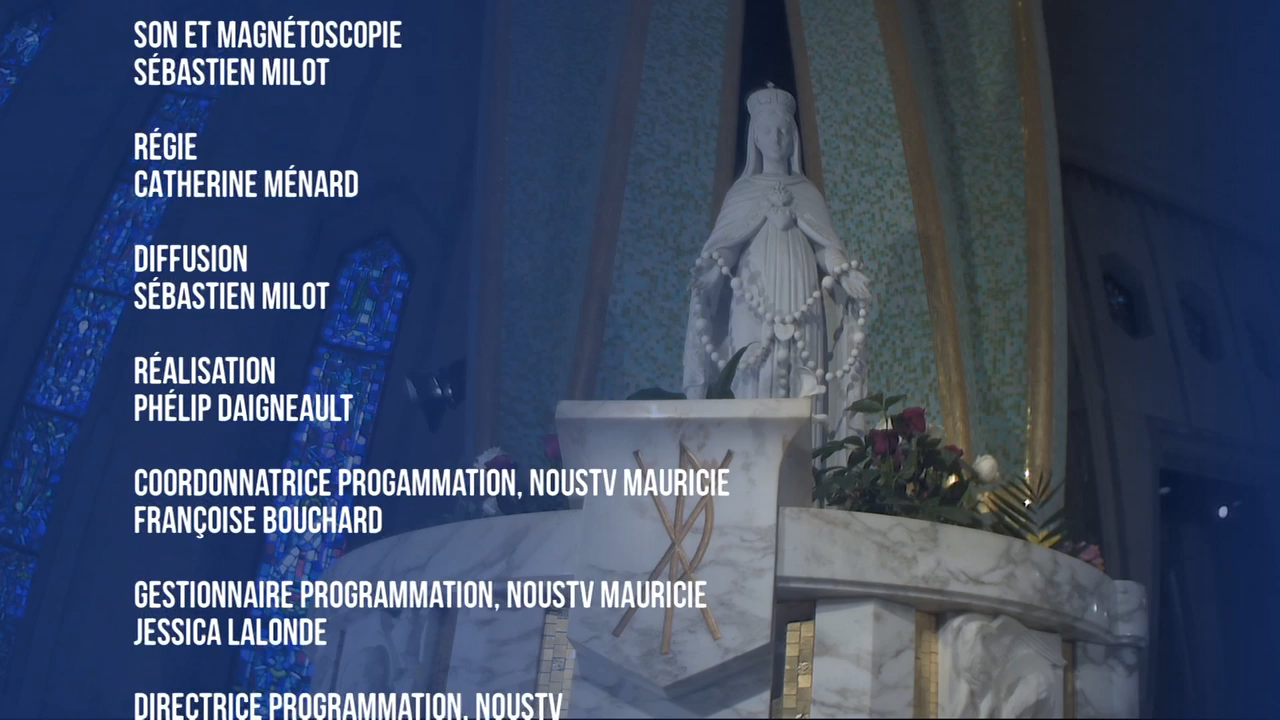 SON ET MAGNÉTOSCOPIE
SÉBASTIEN MILOT
RÉGIE
CATHERINE MÉNARD
DIFFUSION
SÉBASTIEN MILOT
RÉALISATION
PHÉLIP DAIGNEAULT
COORDONNATRICE PROGAMMATION, NOUSTV MAURICIE
FRANÇOISE BOUCHARD
GESTIONNAIRE PROGRAMMATION, NOUSTV MAURICIE
JESSICA LALONDE
DIRECTRICE PROGRAMMATION, NOUSTV